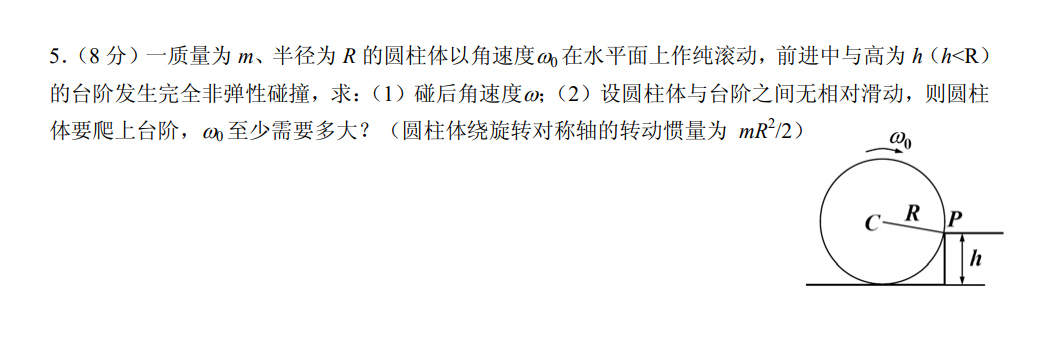 5.（8 分）一质量为 m、半径为 R 的圆柱体以角速度ω₀在水平面上作纯滚动，前进中与高为 h（h<R）
的台阶发生完全非弹性碰撞，求：（1）碰后角速度ω;（2）设圆柱体与台阶之间无相对滑动，则圆柱
体要爬上台阶，ω₀至少需要多大？（圆柱体绕旋转对称轴的转动惯量为 mR²/2）
ω₀
C R P
h